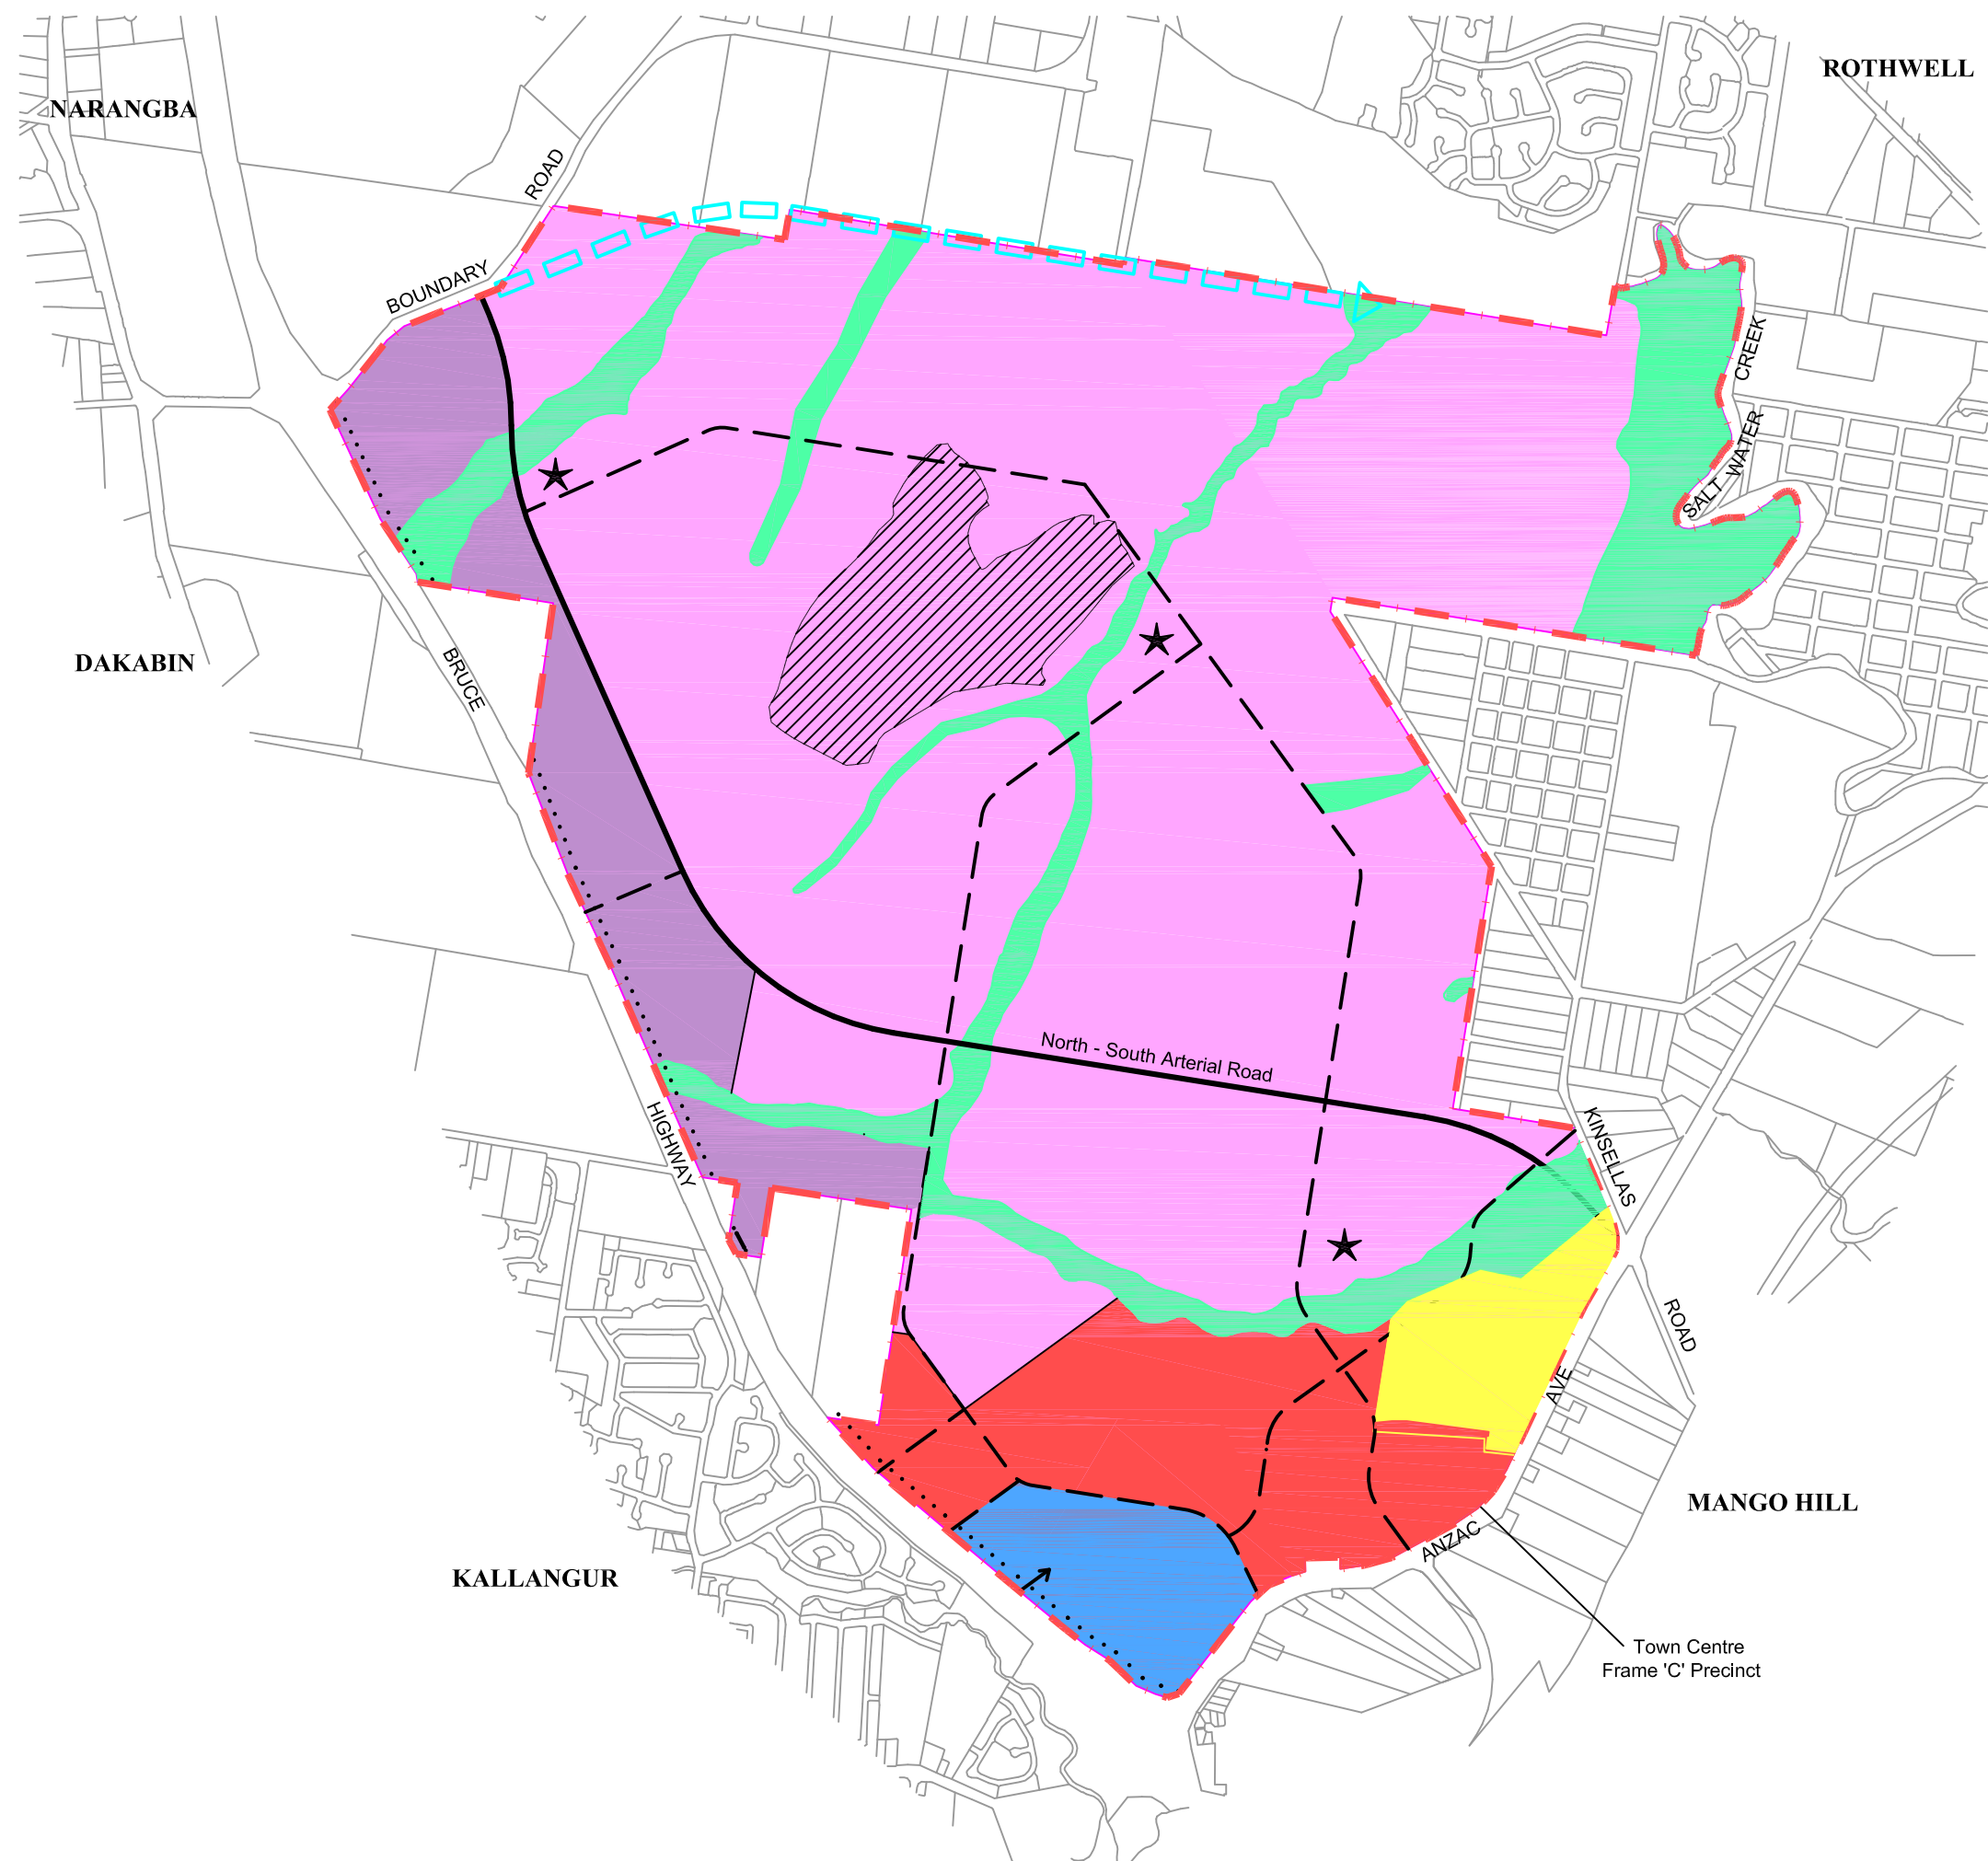 ROTHWELL
NARANGBA
ROAD
BOUNDARY
CREEK
SALT WATER
DAKABIN
BRUCE
North - South Arterial Road
HIGHWAY
KINSELLAS
ROAD
AVE
MANGO HILL
ANZAC
KALLANGUR
Town Centre
Frame 'C' Precinct